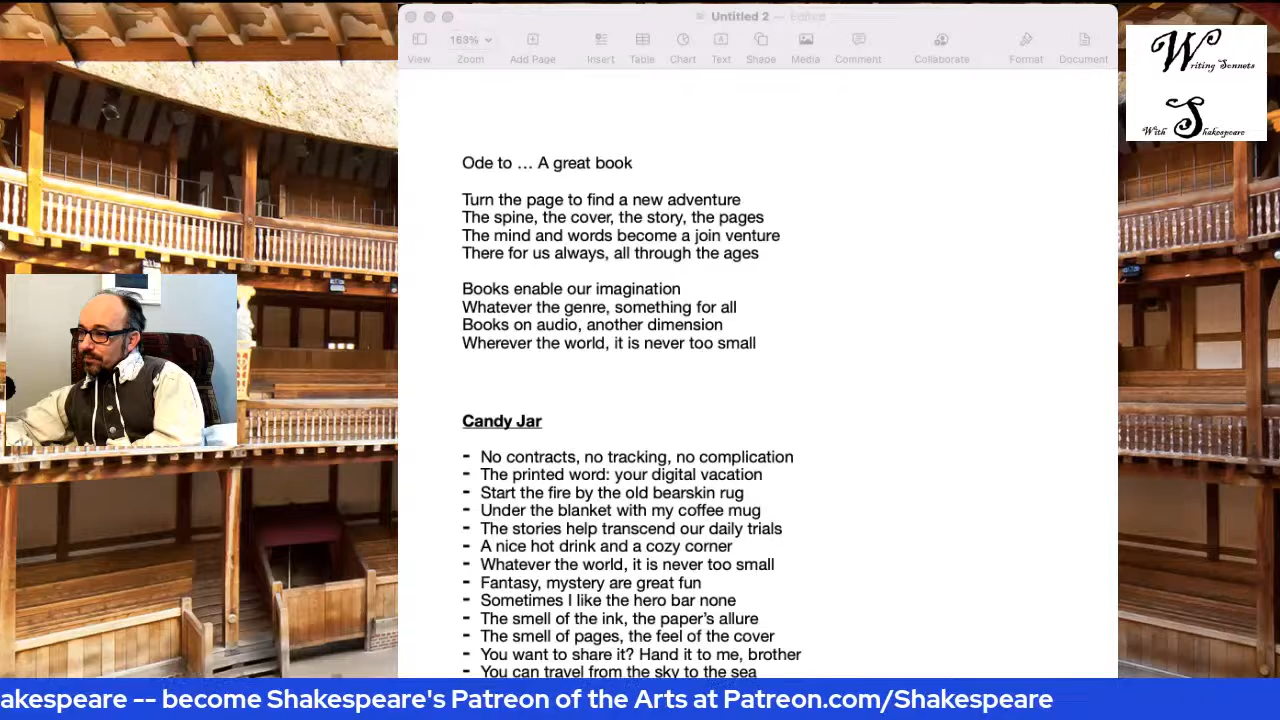 Untitled 2 — Edited
163%
View Zoom Add Page Insert Table Chart Text Shape Media Comment Collaborate Format Document
Writing Sonnets
With Shakespeare
Ode to … A great book
Turn the page to find a new adventure
The spine, the cover, the story, the pages
The mind and words become a join venture
There for us always, all through the ages
Books enable our imagination
Whatever the genre, something for all
Books on audio, another dimension
Wherever the world, it is never too small
Candy Jar
- No contracts, no tracking, no complication
- The printed word: your digital vacation
- Start the fire by the old bearskin rug
- Under the blanket with my coffee mug
- The stories help transcend our daily trials
- A nice hot drink and a cozy corner
- Whatever the world, it is never too small
- Fantasy, mystery are great fun
- Sometimes I like the hero bar none
- The smell of the ink, the paper's allure
- The smell of pages, the feel of the cover
- You want to share it? Hand it to me, brother
- You can travel from the sky to the sea
akespeare -- become Shakespeare's Patreon of the Arts at Patreon.com/Shakespeare